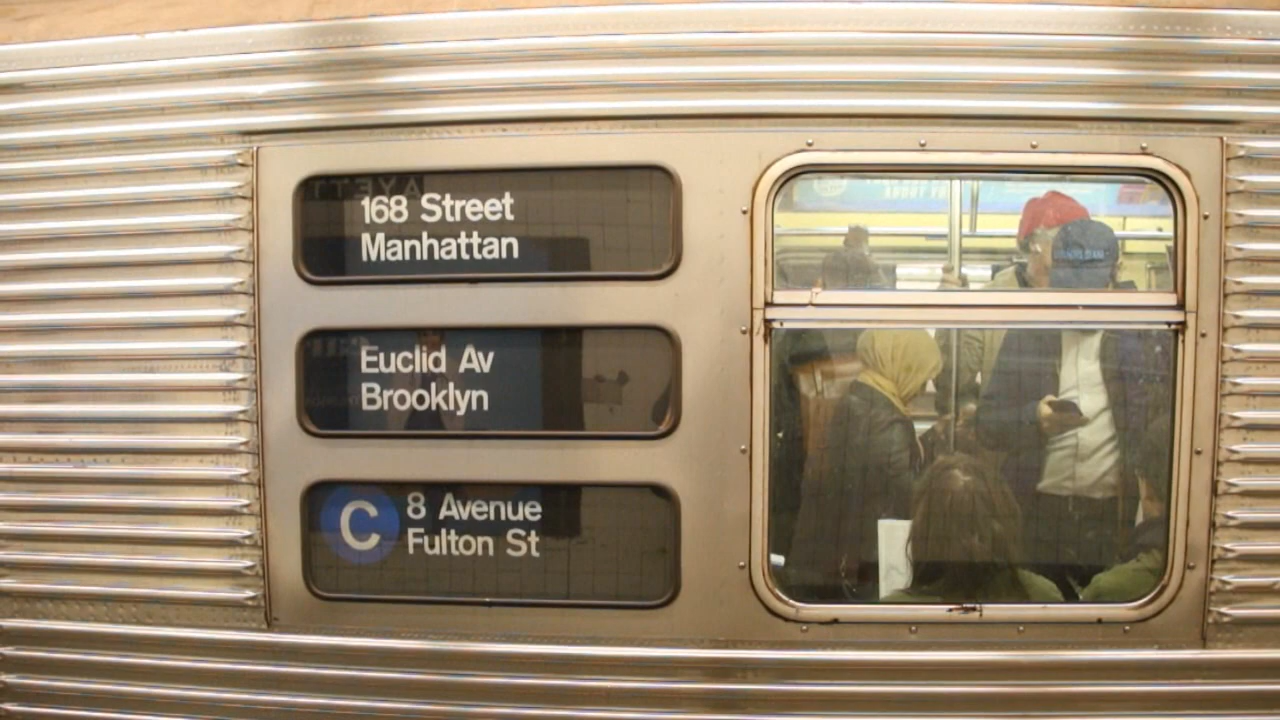 168 Street
Manhattan
Euclid Av
Brooklyn
C 8 Avenue
Fulton St